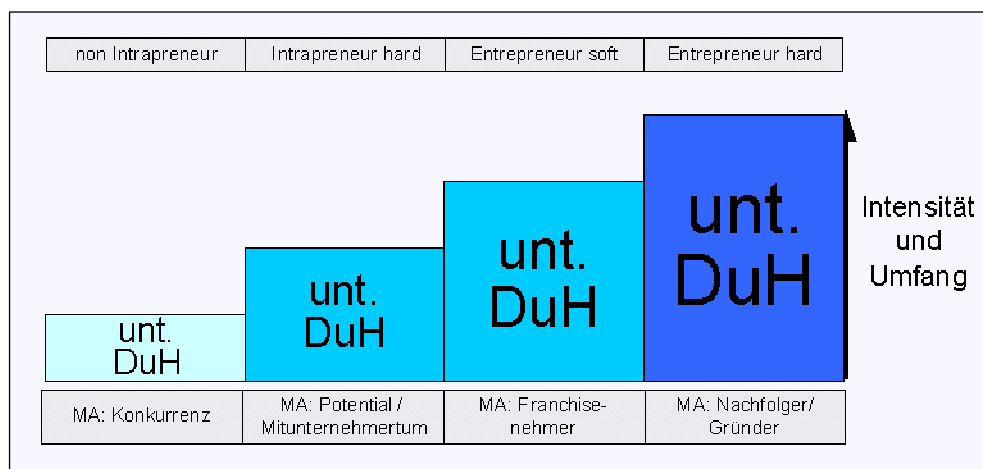 non Intrapreneur
Intrapreneur hard
Entrepreneur soft
Entrepreneur hard
unt.
DuH
unt.
DuH
unt.
DuH
unt.
DuH
Intensität
und
Umfang
MA: Konkurrenz
MA: Potential /
Mitunternehmertum
MA: Franchise-
nehmer
MA: Nachfolger/
Gründer